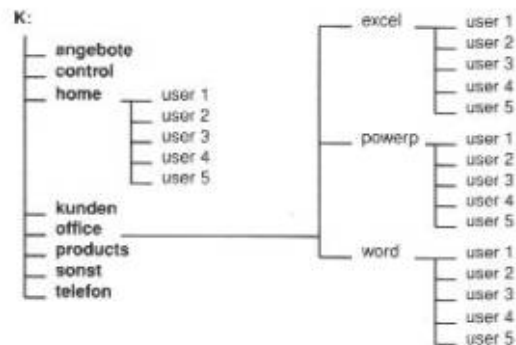 K:
angebote
control
home
user 1
user 2
user 3
user 4
user 5
kunden
office
products
sonst
telefon
excel
user 1
user 2
user 3
user 4
user 5
powerp
user 1
user 2
user 3
user 4
user 5
word
user 1
user 2
user 3
user 4
user 5